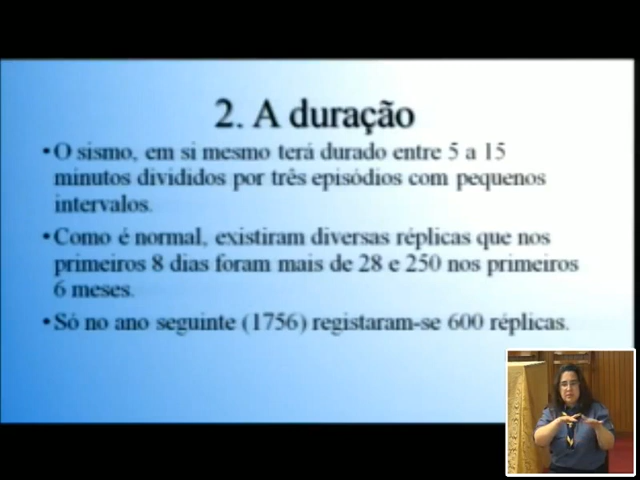 2. A duração
•O sismo, em si mesmo terá durado entre 5 a 15
minutos divididos por três episódios com pequenos
intervalos.
•Como é normal, existiram diversas réplicas que nos
primeiros 8 dias foram mais de 28 e 250 nos primeiros
6 meses.
•Só no ano seguinte (1756) registaram-se 600 réplicas.